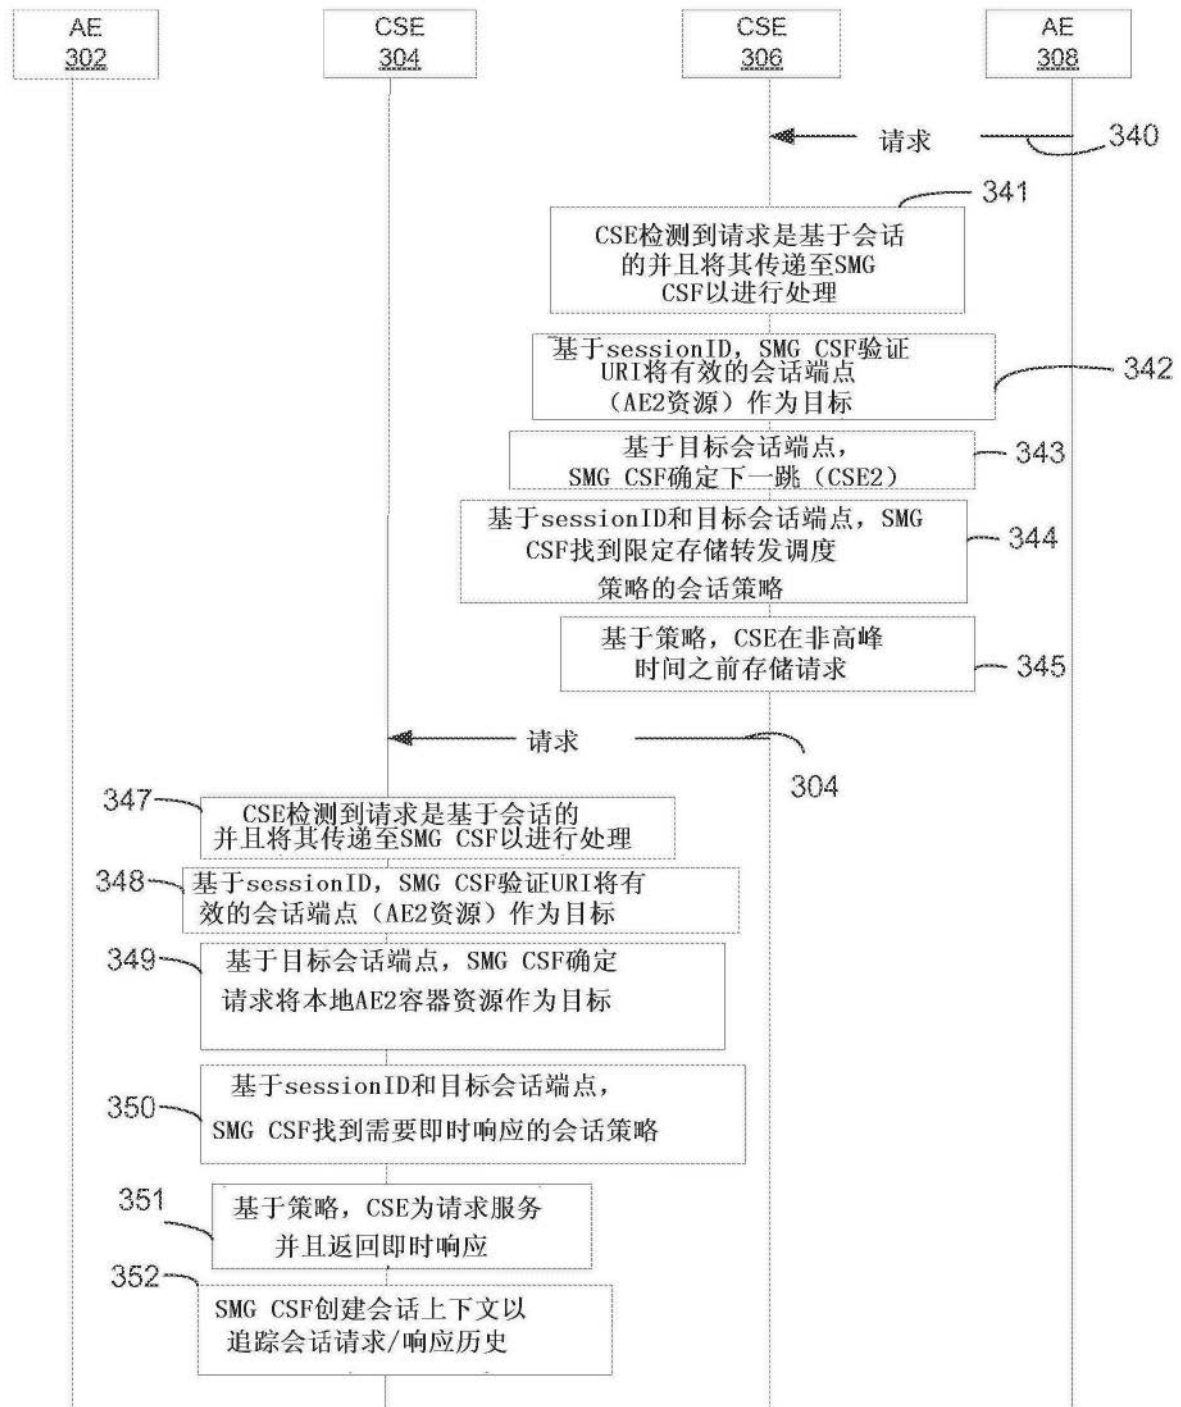 AE
302
CSE
304
CSE
306
AE
308
请求
340
341
CSE检测到请求是基于会话
的并且将其传递至SMG
CSF以进行处理
基于sessionID, SMG CSF验证
URI将有效的会话端点
（AE2资源）作为目标
342
基于目标会话端点,
SMG CSF确定下一跳（CSE2）
343
基于sessionID和目标会话端点, SMG
CSF找到限定存储转发调度
策略的会话策略
344
基于策略, CSE在非高峰
时间之前存储请求
345
请求
304
347
CSE检测到请求是基于会话的
并且将其传递至SMG CSF以进行处理
348
基于sessionID, SMG CSF验证URI将有
效的会话端点（AE2资源）作为目标
349
基于目标会话端点, SMG CSF确定
请求将本地AE2容器资源作为目标
350
基于sessionID和目标会话端点,
SMG CSF找到需要即时响应的会话策略
351
基于策略, CSE为请求服务
并且返回即时响应
352
SMG CSF创建会话上下文以
追踪会话请求/响应历史